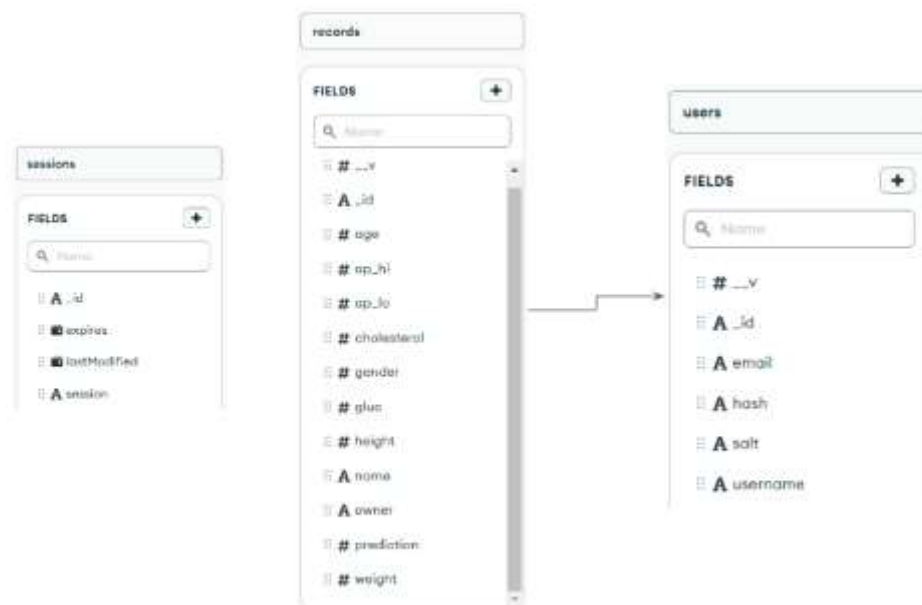 sessions
FIELDS
Name
_id
expires
lastModified
session
records
FIELDS
Name
# __v
A _id
# age
# ap_hi
# ap_lo
# cholesterol
# gender
# gluc
# height
A name
A owner
# prediction
# weight
users
FIELDS
Name
# __v
A _id
A email
A hash
A salt
A username